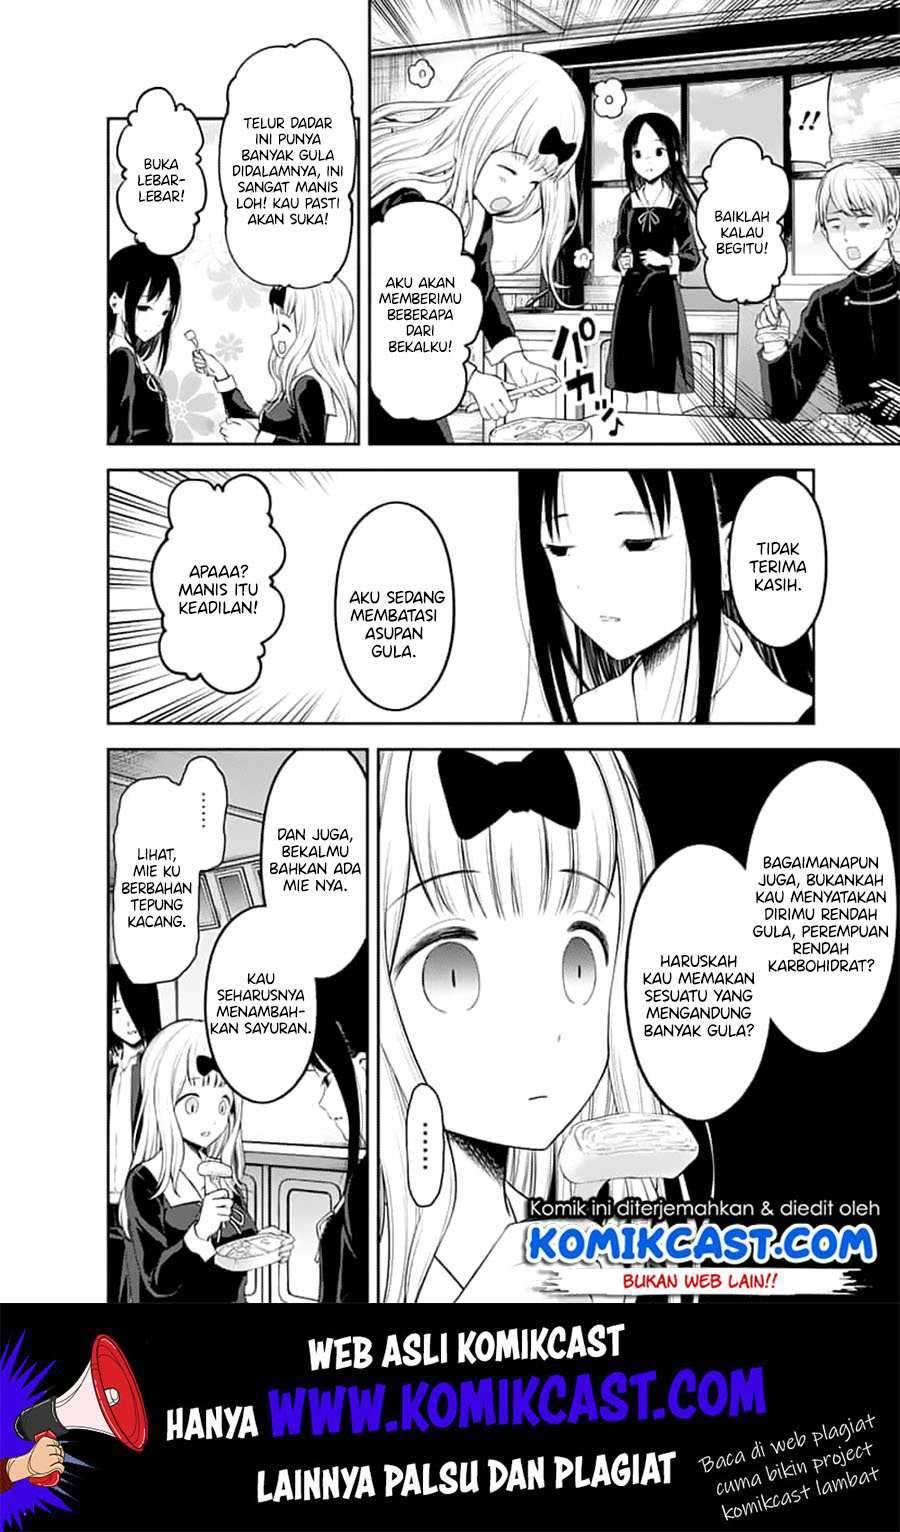 !!
BAIKLAH
KALAU
BEGITU!
AKU AKAN
MEMBERIMU
BEBERAPA
DARI
BEKALKU!
パカッ♪
TELUR DADAR
INI PUNYA
BANYAK GULA
DIDALAMNYA, INI
SANGAT MANIS
LOH! KAU PASTI
AKAN SUKA!
BUKA
LEBAR-
LEBAR!
TIDAK
TERIMA
KASIH.
AKU SEDANG
MEMBATASI
ASUPAN
GULA.
APAAA?
MANIS ITU
KEADILAN!
BAGAIMANAPUN
JUGA, BUKANKAH
KAU MENYATAKAN
DIRIMU RENDAH
GULA, PEREMPUAN
RENDAH
KARBOHIDRAT?
HARUSKAH
KAU MEMAKAN
SESUATU YANG
MENGANDUNG
BANYAK GULA?
......
DAN JUGA,
BEKALMU
BAHKAN ADA
MIE NYA.
KAU
SEHARUSNYA
MENAMBAH-
KAN SAYURAN.
......
LIHAT,
MIE KU
BERBAHAN
TEPUNG
KACANG.
Komik ini diterjemahkan & diedit oleh
KOMIKCAST.COM
BUKAN WEB LAIN!!
WEB ASLI KOMIKCAST
HANYA WWW.KOMIKCAST.COM
LAINNYA PALSU DAN PLAGIAT
Baca di web plagiat
cuma bikin project
komikcast lambat